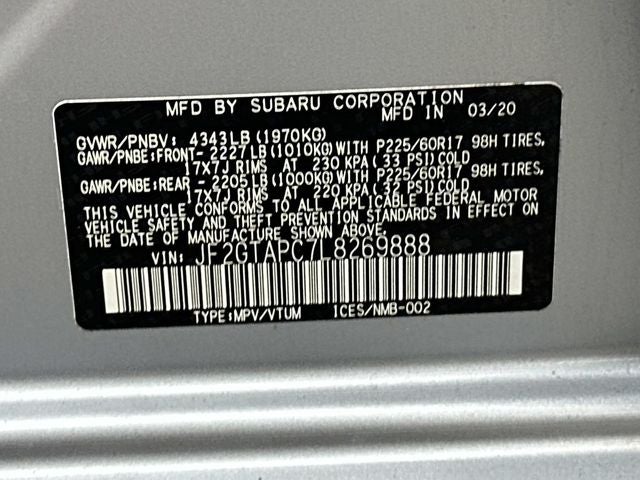 MFD BY SUBARU CORPORATION
MFD IN 03/20
GVWR/PNBV: 4343LB(1970KG)
GAWR/PNBE:FRONT- 2227LB(1010KG)WITH P225/60R17 98H TIRES,
17X7J RIMS AT 230 KPA(33 PSI)COLD
GAWR/PNBE:REAR - 2205LB(1000KG)WITH P225/60R17 98H TIRES,
17X7J RIMS AT 220 KPA(32 PSI)COLD
THIS VEHICLE CONFORMS TO ALL APPLICABLE FEDERAL MOTOR
VEHICLE SAFETY AND THEFT PREVENTION STANDARDS IN EFFECT ON
THE DATE OF MANUFACTURE SHOWN ABOVE.
VIN: JF2GTAPC7L8269888
TYPE:MPV/VTUM ICES/NMB-002